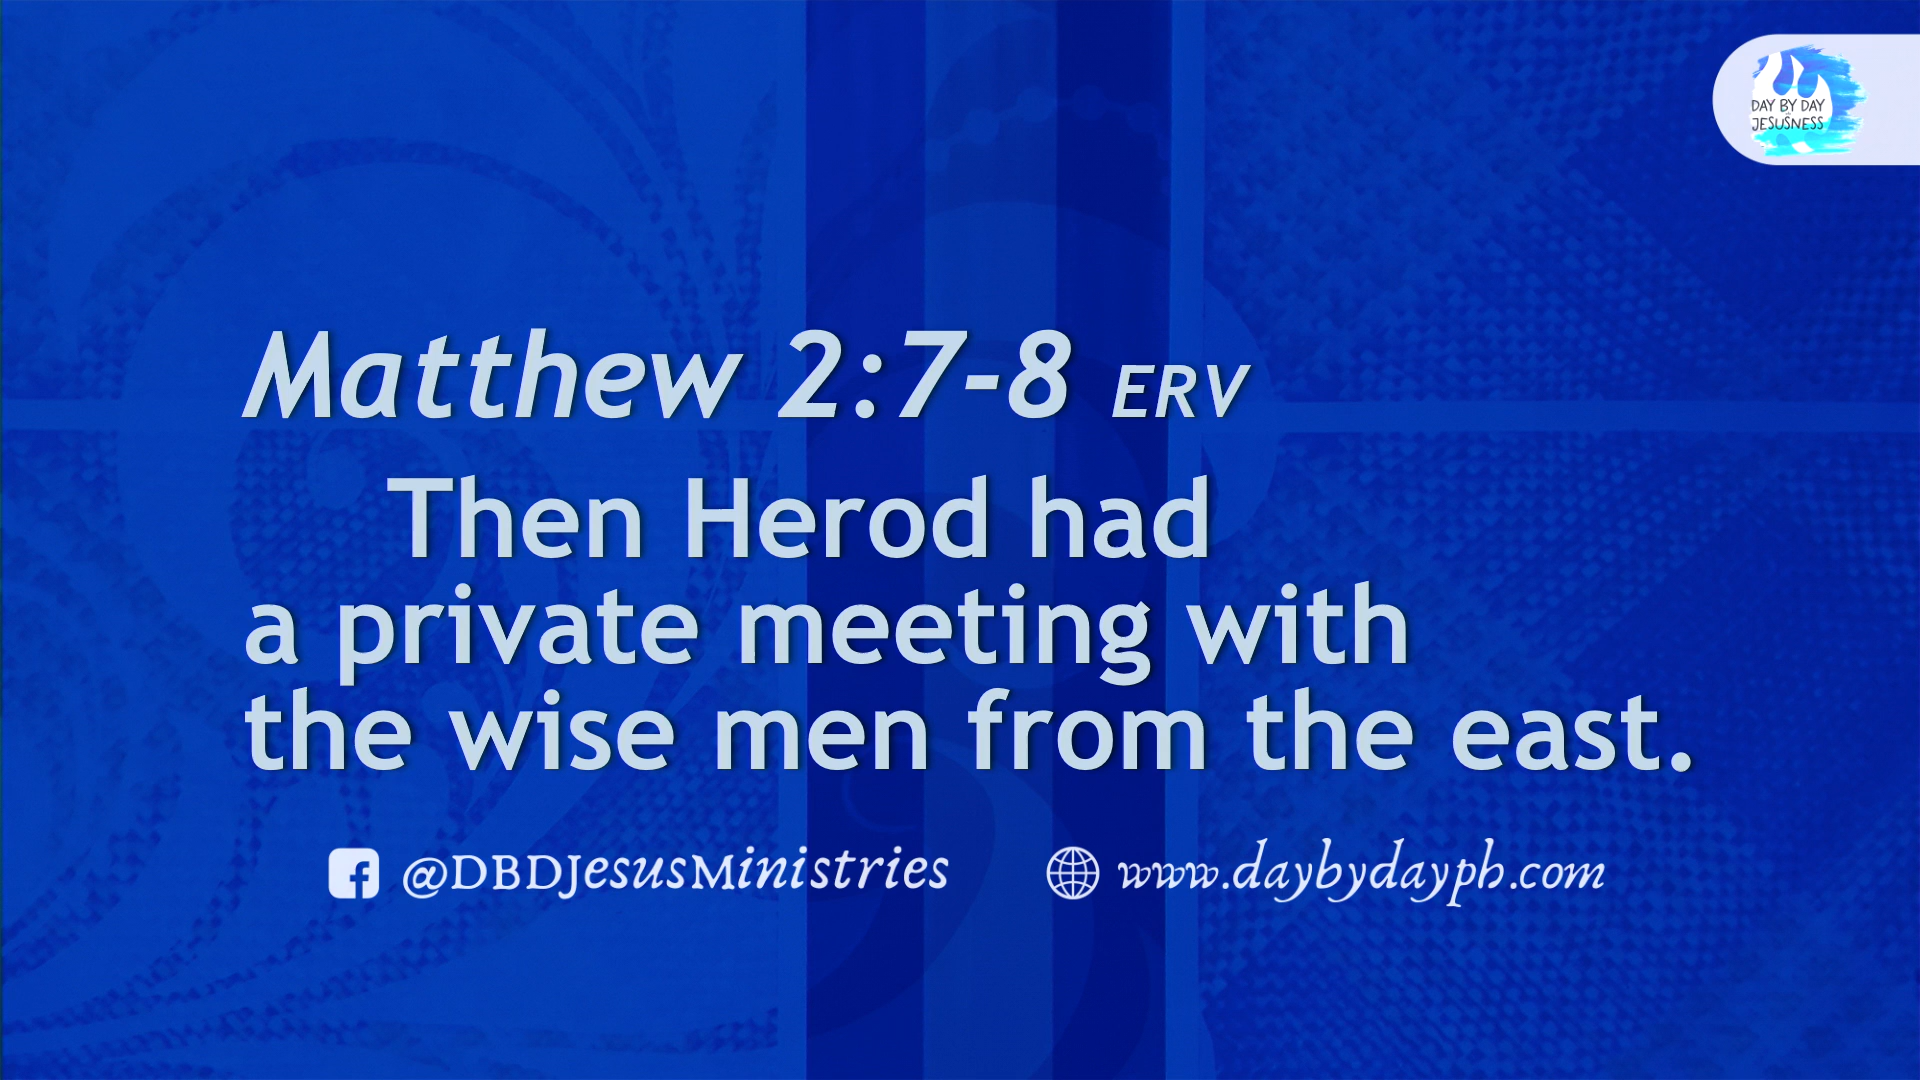 DAY BY DAY
JESUSNESS
Matthew 2:7-8 ERV
Then Herod had
a private meeting with
the wise men from the east.
@DBDJesusMinistries
www.daybydayph.com